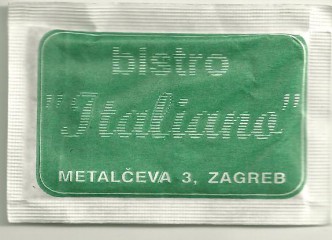 bistro
"Italiano"
METALČEVA 3, ZAGREB